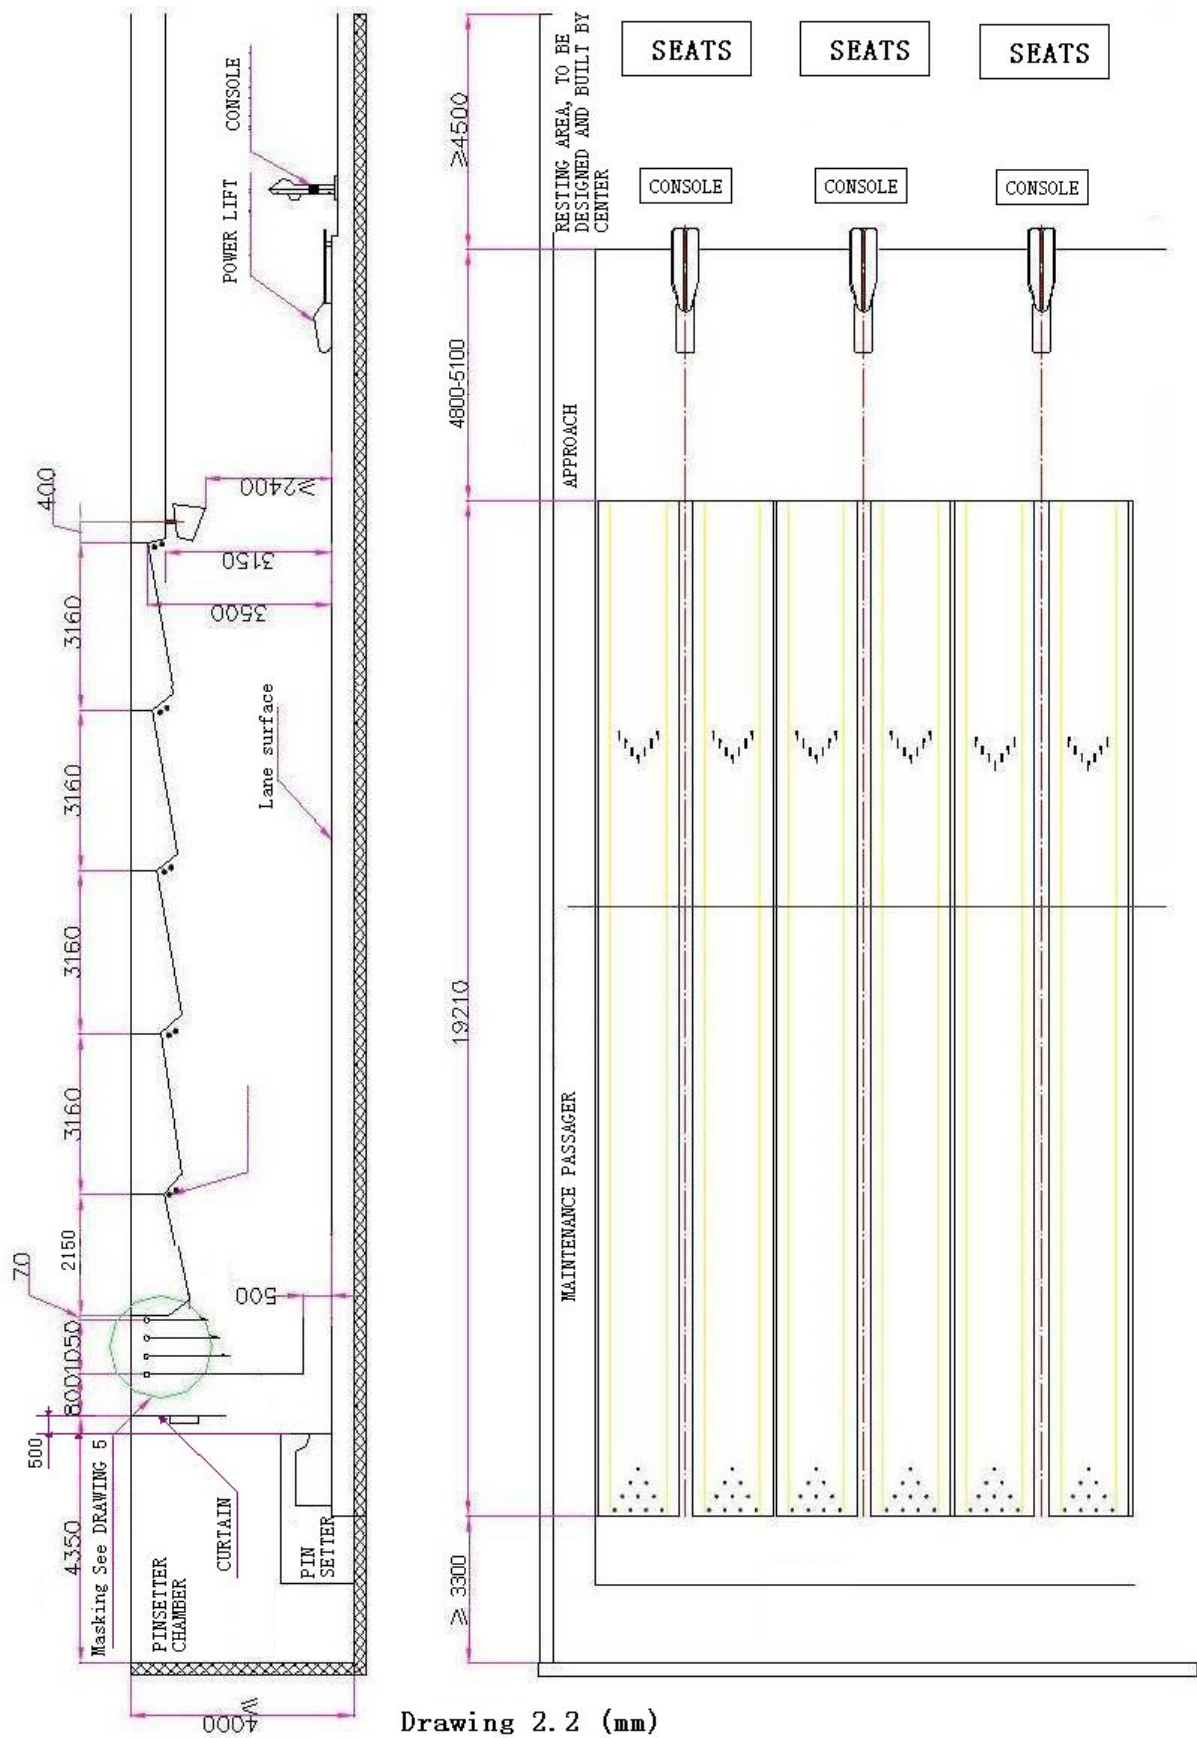 SEATS
SEATS
SEATS
RESTING AREA, TO BE
DESIGNED AND BUILT BY
CENTER
CONSOLE
CONSOLE
CONSOLE
≥4500
4800-5100
APPROACH
19210
MAINTENANCE PASSAGER
≥ 3300
CONSOLE
POWER LIFT
400
≥2400
3150
3500
3160
3160
3160
3160
Lane surface
2150
70
500
1050
800
500
4350
Masking See DRAWING 5
PINSETTER
CHAMBER
CURTAIN
PIN
SETTER
≥
4000
Drawing 2.2 (mm)